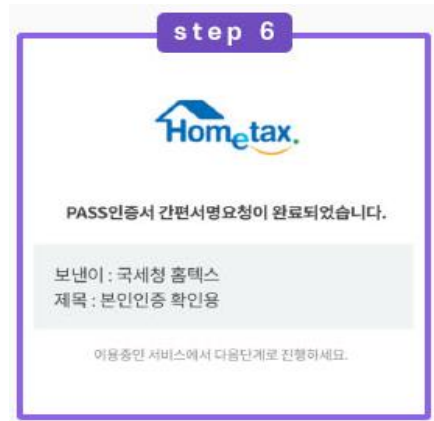 step 6
Hometax.
PASS인증서 간편서명요청이 완료되었습니다.
보낸이 : 국세청 홈텍스
제목 : 본인인증 확인용
이용중인 서비스에서 다음단계로 진행하세요.